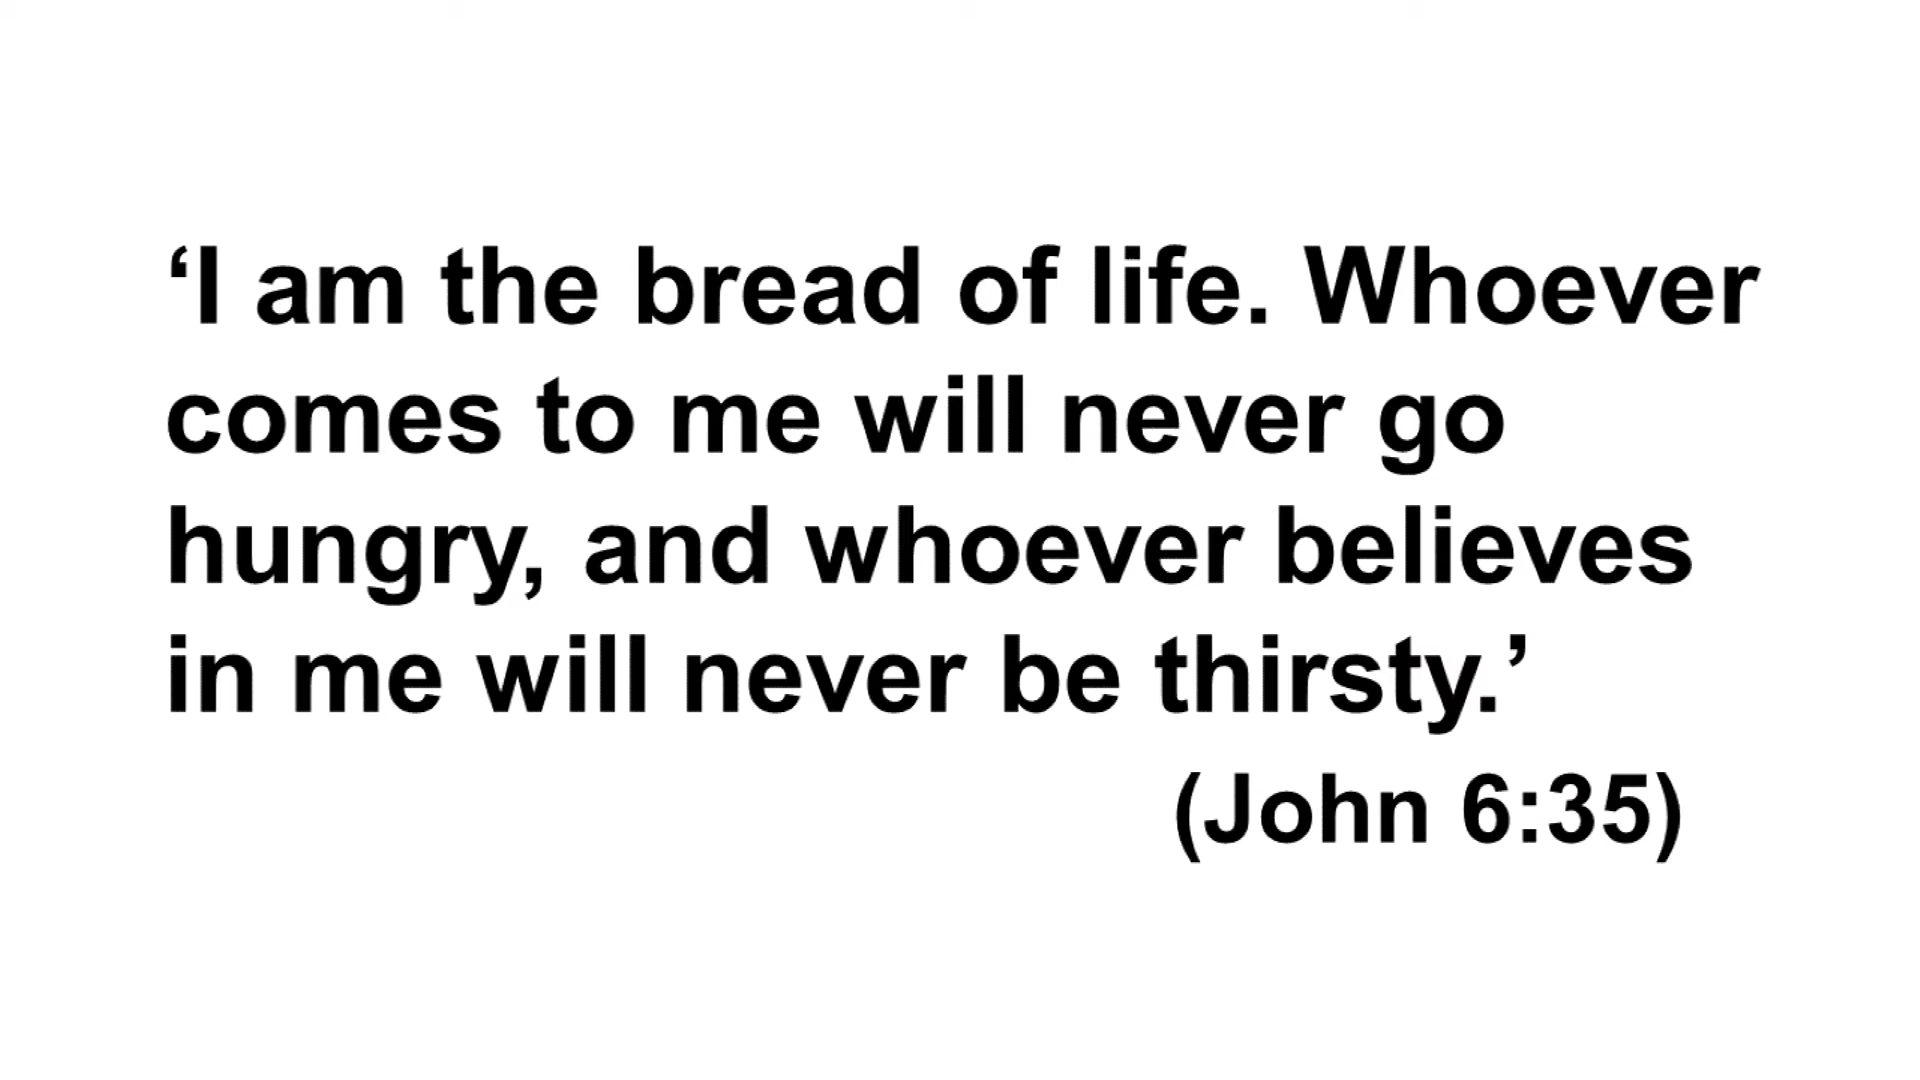 ‘I am the bread of life. Whoever
comes to me will never go
hungry, and whoever believes
in me will never be thirsty.’
(John 6:35)